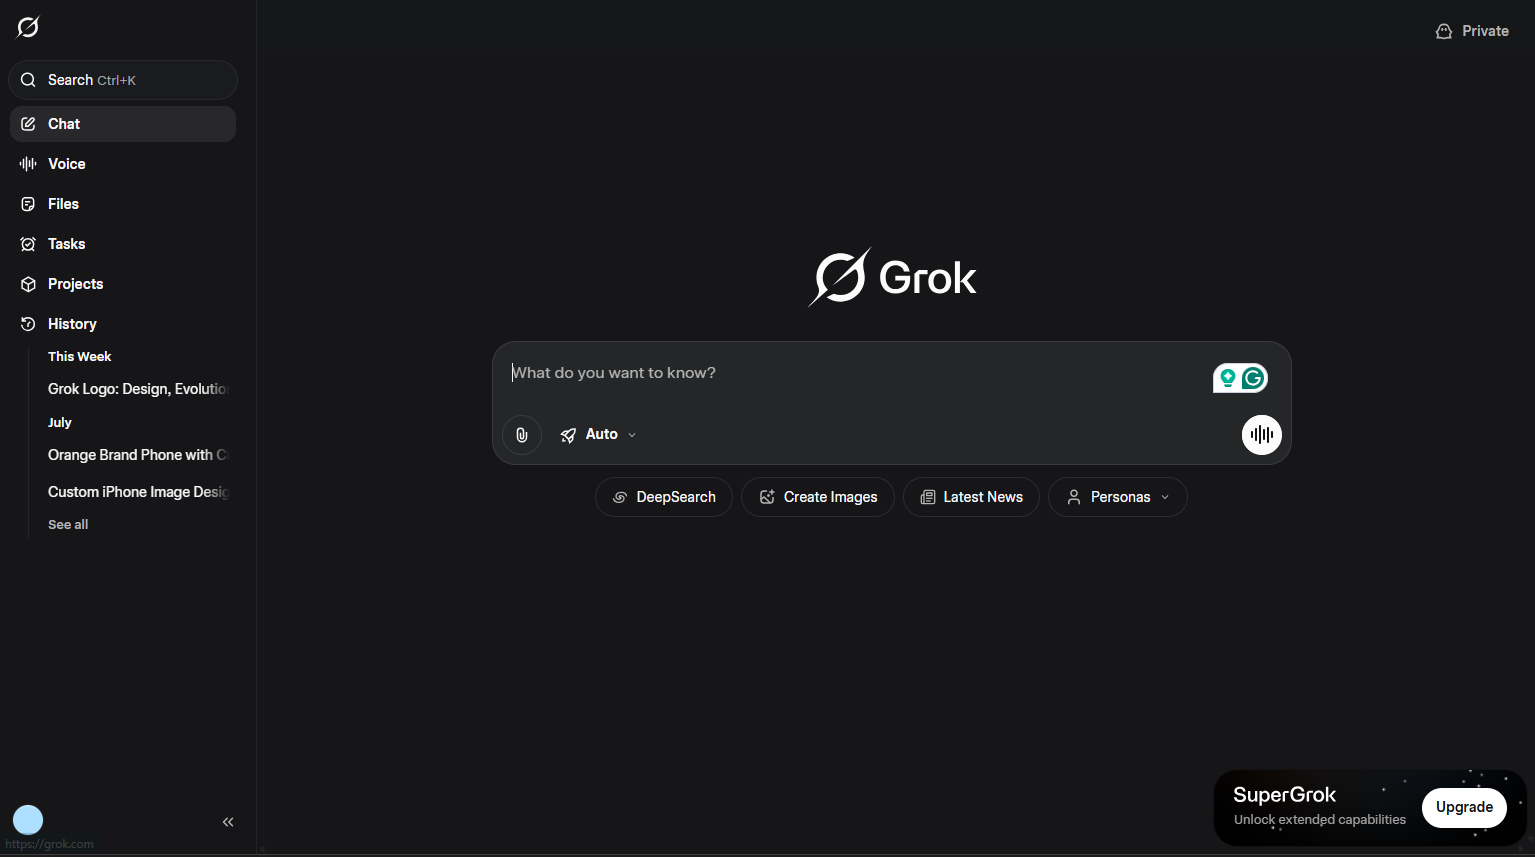 Search Ctrl+K
Chat
Voice
Files
Tasks
Projects
History
This Week
Grok Logo: Design, Evolutio
July
Orange Brand Phone with C
Custom iPhone Image Desig
See all
https://grok.com
Private
Grok
What do you want to know?
Auto
DeepSearch
Create Images
Latest News
Personas
SuperGrok
Unlock extended capabilities
Upgrade